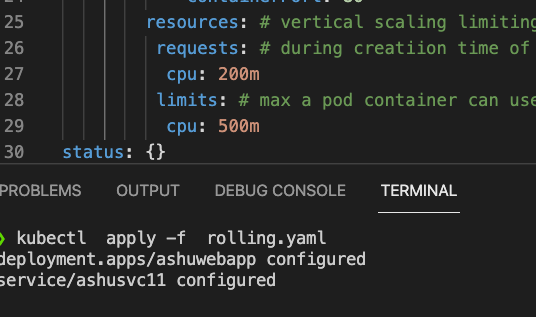 24 containerPort: 80
25 resources: # vertical scaling limiting
26 requests: # during creatiion time of
27 cpu: 200m
28 limits: # max a pod container can use
29 cpu: 500m
30 status: {}
PROBLEMS OUTPUT DEBUG CONSOLE TERMINAL
❯ kubectl  apply –f  rolling.yaml
deployment.apps/ashuwebapp configured
service/ashusvc11 configured